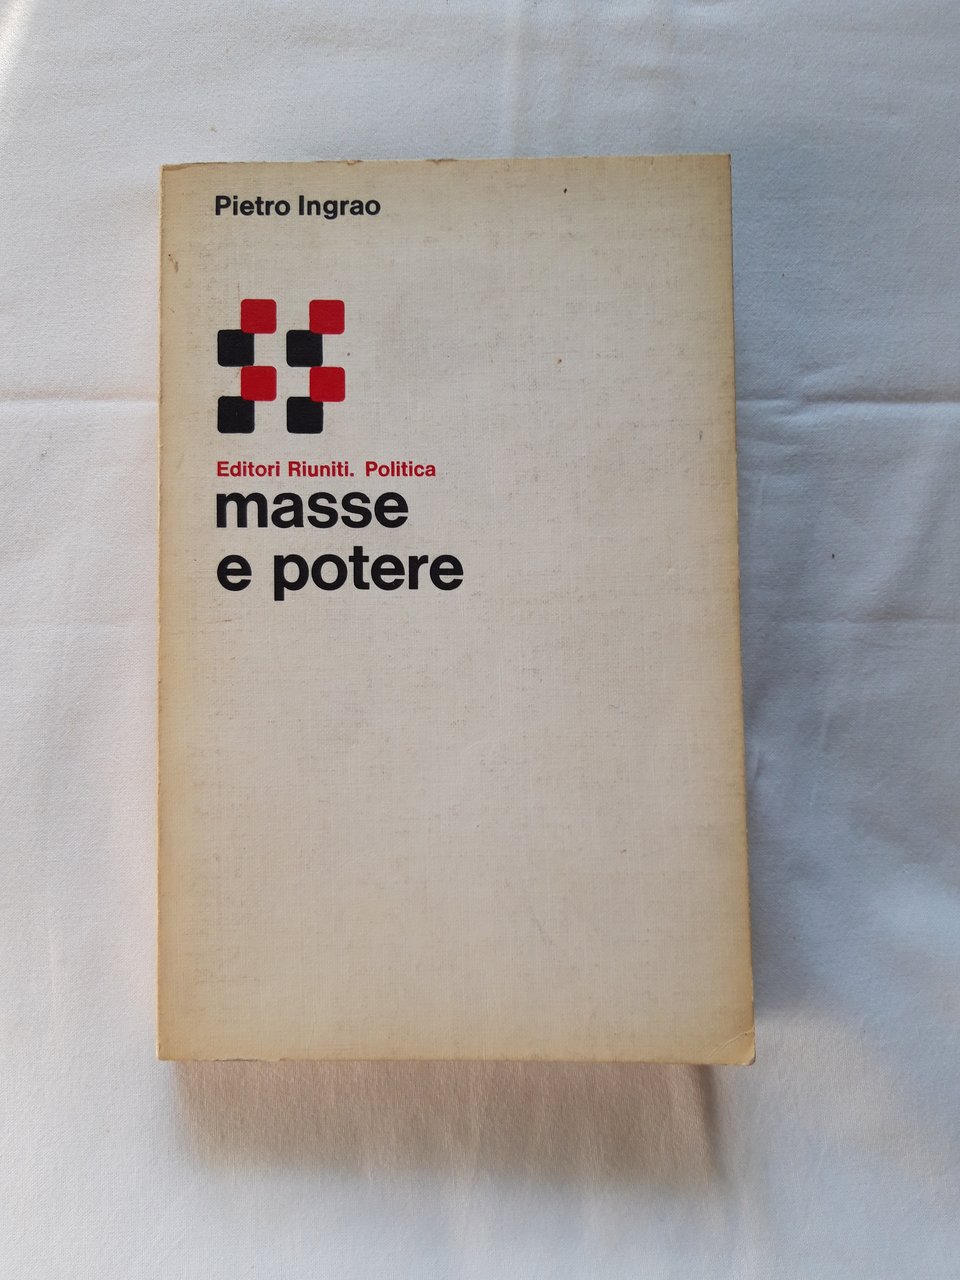 Pietro Ingrao
Editori Riuniti. Politica
masse
e potere